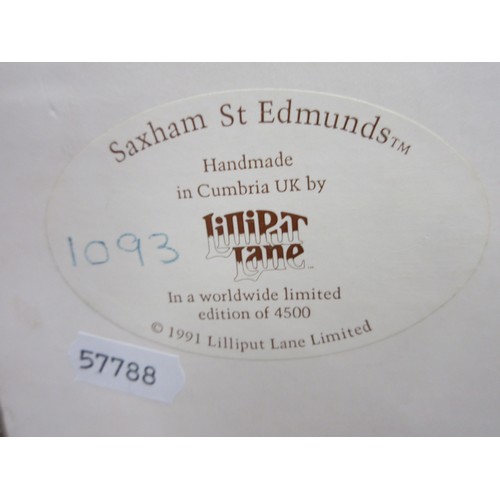 Saxham St Edmunds™
Handmade
in Cumbria UK by
1093
Lilliput
Lane™
In a worldwide limited
edition of 4500
© 1991 Lilliput Lane Limited
57788